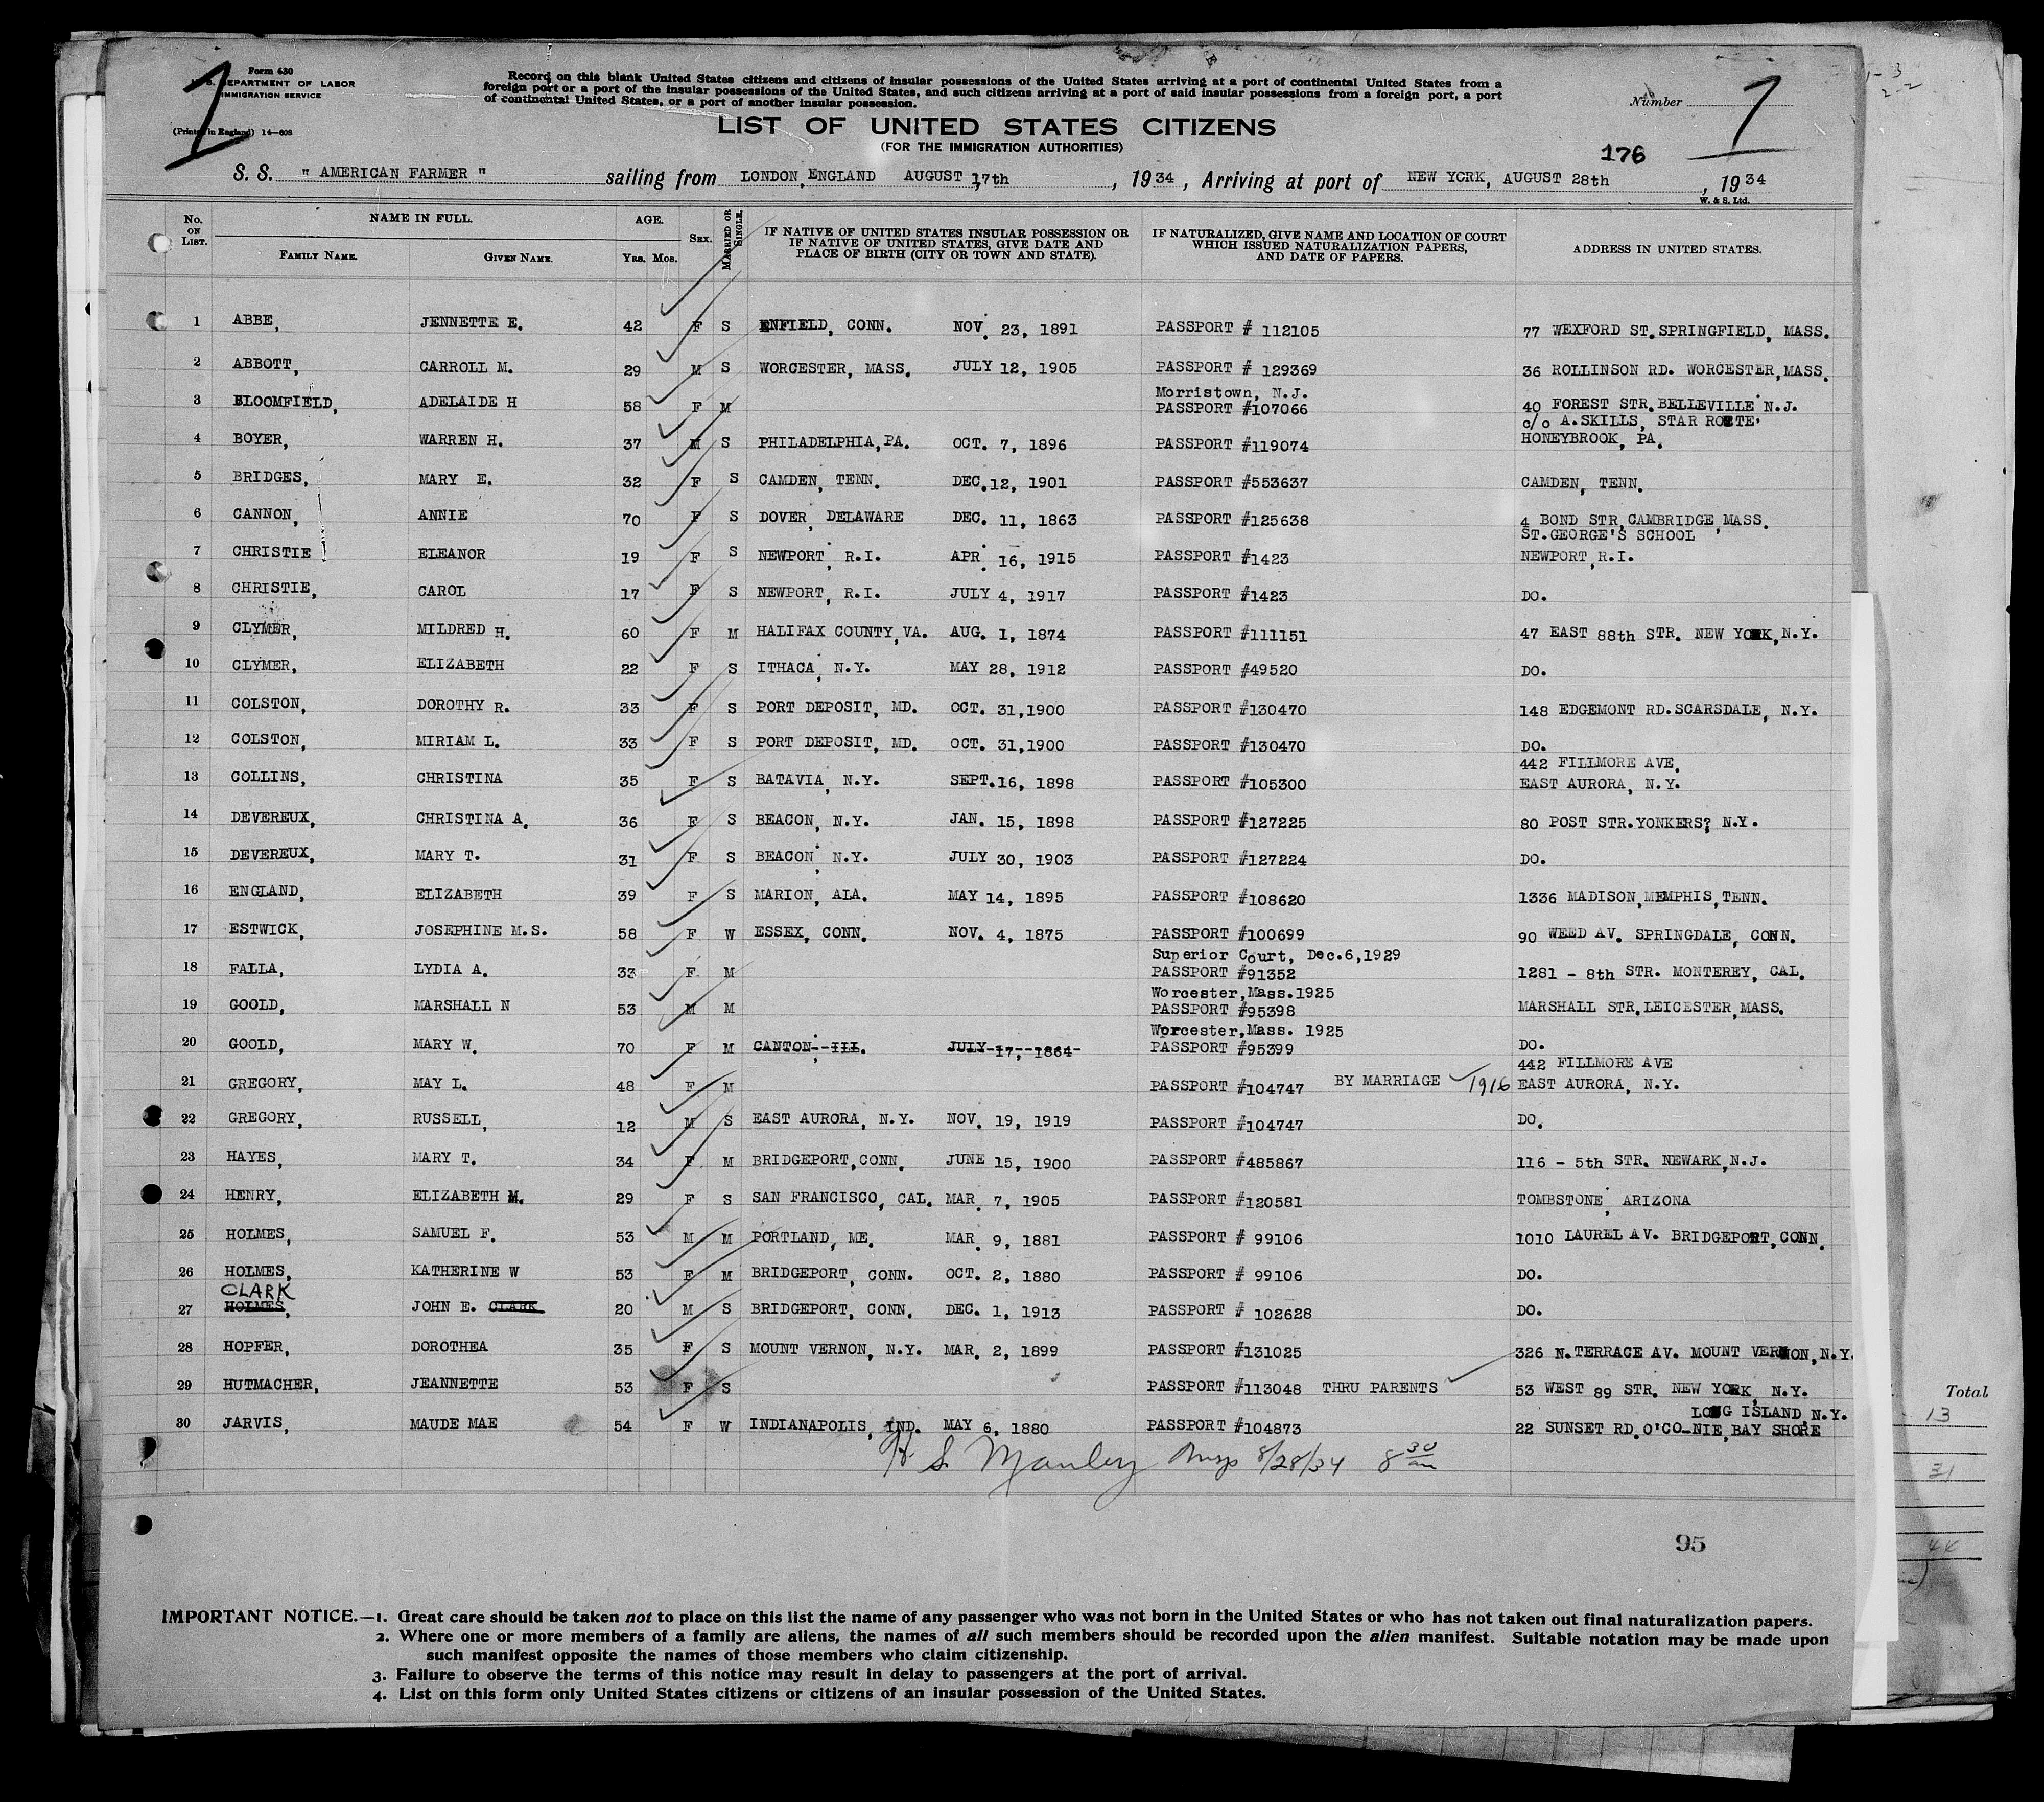 1
Form 630
U. S. DEPARTMENT OF LABOR
IMMIGRATION SERVICE
(Printed in England) 14—608
Record on this blank United States citizens and citizens of insular possessions of the United States arriving at a port of continental United States from a
foreign port or a port of the insular possessions of the United States, and such citizens arriving at a port of said insular possessions from a foreign port, a port
of continental United States, or a port of another insular possession.
Number 1
LIST OF UNITED STATES CITIZENS
(FOR THE IMMIGRATION AUTHORITIES)
176
S. S. " AMERICAN FARMER " sailing from LONDON, ENGLAND AUGUST 17th, 1934, Arriving at port of NEW YORK, AUGUST 28th, 1934
W. & S. Ltd.
No. ON LIST. NAME IN FULL. AGE. SEX. MARRIED OR SINGLE. IF NATIVE OF UNITED STATES INSULAR POSSESSION OR IF NATIVE OF UNITED STATES, GIVE DATE AND PLACE OF BIRTH (CITY OR TOWN AND STATE). IF NATURALIZED, GIVE NAME AND LOCATION OF COURT WHICH ISSUED NATURALIZATION PAPERS, AND DATE OF PAPERS. ADDRESS IN UNITED STATES.
FAMILY NAME. GIVEN NAME. YRS. MOS.
1 ABBE, JENNETTE E. 42 F S ENFIELD, CONN. NOV. 23, 1891 PASSPORT # 112105 77 WEXFORD ST. SPRINGFIELD, MASS.
2 ABBOTT, CARROLL M. 29 M S WORCESTER, MASS. JULY 12, 1905 PASSPORT # 129369 36 ROLLINSON RD. WORCESTER, MASS.
Morristown, N.J.
3 BLOOMFIELD, ADELAIDE H 58 F M PASSPORT #107066 40 FOREST STR. BELLEVILLE N.J.
c/o A.SKILLS, STAR ROUTE,
4 BOYER, WARREN H. 37 M S PHILADELPHIA, PA. OCT. 7, 1896 PASSPORT #119074 HONEYBROOK, PA.
5 BRIDGES, MARY E. 32 F S CAMDEN, TENN. DEC. 12, 1901 PASSPORT #553637 CAMDEN, TENN.
6 CANNON, ANNIE 70 F S DOVER, DELAWARE DEC. 11, 1863 PASSPORT #125638 4 BOND STR, CAMBRIDGE, MASS.
ST. GEORGE'S SCHOOL
7 CHRISTIE ELEANOR 19 F S NEWPORT, R.I. APR. 16, 1915 PASSPORT #1423 NEWPORT, R.I.
8 CHRISTIE, CAROL 17 F S NEWPORT, R.I. JULY 4, 1917 PASSPORT #1423 DO.
9 CLYMER, MILDRED H. 60 F M HALIFAX COUNTY, VA. AUG. 1, 1874 PASSPORT #111151 47 EAST 88th STR. NEW YORK, N.Y.
10 CLYMER, ELIZABETH 22 F S ITHACA, N.Y. MAY 28, 1912 PASSPORT #49520 DO.
11 COLSTON, DOROTHY R. 33 F S PORT DEPOSIT, MD. OCT. 31, 1900 PASSPORT #130470 148 EDGEMONT RD. SCARSDALE, N.Y.
12 COLSTON, MIRIAM L. 33 F S PORT DEPOSIT, MD. OCT. 31, 1900 PASSPORT #130470 DO.
442 FILLMORE AVE.
13 COLLINS, CHRISTINA 35 F S BATAVIA, N.Y. SEPT. 16, 1898 PASSPORT #105300 EAST AURORA, N.Y.
14 DEVEREUX, CHRISTINA A. 36 F S BEACON, N.Y. JAN. 15, 1898 PASSPORT #127225 80 POST STR. YONKERS, N.Y.
15 DEVEREUX, MARY T. 31 F S BEACON, N.Y. JULY 30, 1903 PASSPORT #127224 DO.
16 ENGLAND, ELIZABETH 39 F S MARION, ALA. MAY 14, 1895 PASSPORT #108620 1336 MADISON, MEMPHIS, TENN.
17 ESTWICK, JOSEPHINE M.S. 58 F W ESSEX, CONN. NOV. 4, 1875 PASSPORT #100699 90 WEED AV. SPRINGDALE, CONN.
Superior Court, Dec.6,1929
18 FALLA, LYDIA A. 33 F M PASSPORT #91352 1281 - 8th STR. MONTEREY, CAL.
Worcester, Mass. 1925
19 GOOLD, MARSHALL N 53 M M PASSPORT #95398 MARSHALL STR. LEICESTER, MASS.
Worcester, Mass. 1925
20 GOOLD, MARY W. 70 F M CANTON, III. JULY 17, 1864 PASSPORT #95399 DO.
442 FILLMORE AVE
21 GREGORY, MAY L. 48 F M PASSPORT #104747 BY MARRIAGE 1916 EAST AURORA, N.Y.
22 GREGORY, RUSSELL, 12 M S EAST AURORA, N.Y. NOV. 19, 1919 PASSPORT #104747 DO.
23 HAYES, MARY T. 34 F M BRIDGEPORT, CONN. JUNE 15, 1900 PASSPORT #485867 116 - 5th STR. NEWARK, N.J.
24 HENRY, ELIZABETH M. 29 F S SAN FRANCISCO, CAL. MAR. 7, 1905 PASSPORT #120581 TOMBSTONE, ARIZONA
25 HOLMES, SAMUEL F. 53 M M PORTLAND, ME. MAR. 9, 1881 PASSPORT # 99106 1010 LAUREL AV. BRIDGEPORT, CONN.
26 HOLMES, KATHERINE W 53 F M BRIDGEPORT, CONN. OCT. 2, 1880 PASSPORT # 99106 DO.
CLARK
27 HOLMES, JOHN E. CLARK 20 M S BRIDGEPORT, CONN. DEC. 1, 1913 PASSPORT # 102628 DO.
28 HOPFER, DOROTHEA 35 F S MOUNT VERNON, N.Y. MAR. 2, 1899 PASSPORT #131025 326 N. TERRACE AV. MOUNT VERNON, N.Y.
29 HUTMACHER, JEANNETTE 53 F S PASSPORT #113048 THRU PARENTS 53 WEST 89 STR. NEW YORK, N.Y.
LONG ISLAND, N.Y.
30 JARVIS, MAUDE MAE 54 F W INDIANAPOLIS, IND. MAY 6, 1880 PASSPORT #104873 22 SUNSET RD. O'CO-NIE, BAY SHORE
H S. Manley Insp 8/28/34 8 30 am
Total
13
31
44
95
IMPORTANT NOTICE.—1. Great care should be taken not to place on this list the name of any passenger who was not born in the United States or who has not taken out final naturalization papers.
2. Where one or more members of a family are aliens, the names of all such members should be recorded upon the alien manifest. Suitable notation may be made upon
such manifest opposite the names of those members who claim citizenship.
3. Failure to observe the terms of this notice may result in delay to passengers at the port of arrival.
4. List on this form only United States citizens or citizens of an insular possession of the United States.